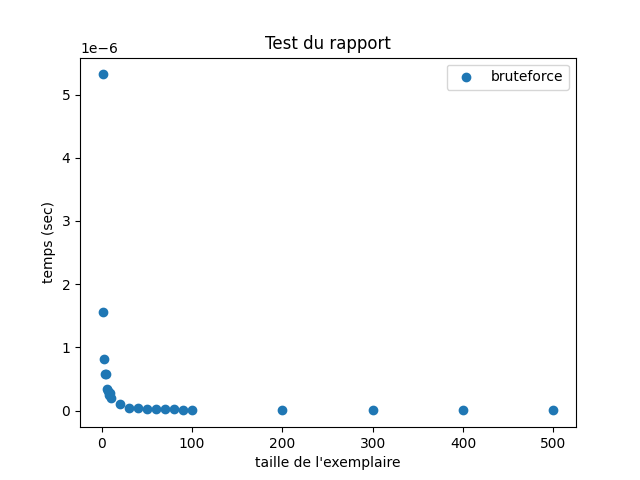 Test du rapport
1e−6
bruteforce
5
4
3
2
1
0
temps (sec)
0 100 200 300 400 500
taille de l'exemplaire